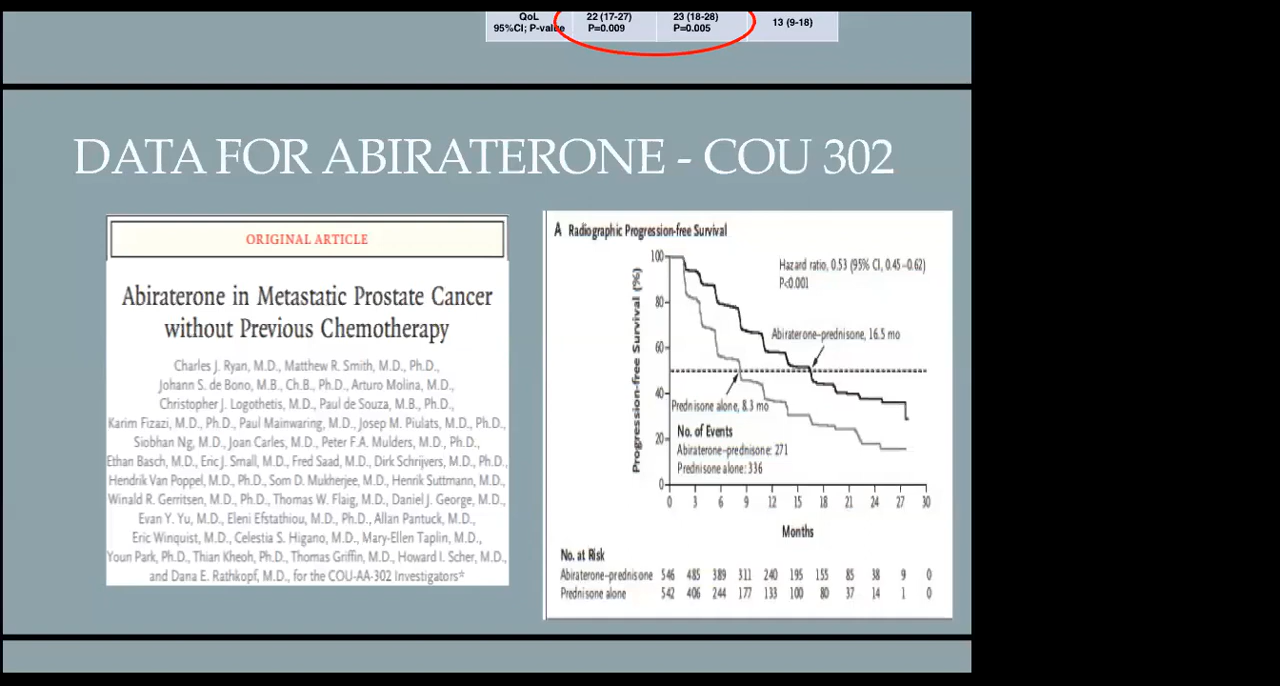 QoL 22 (17-27) 23 (18-28) 13 (9-18)
95%CI; P-value P=0.009 P=0.005
DATA FOR ABIRATERONE - COU 302
ORIGINAL ARTICLE
Abiraterone in Metastatic Prostate Cancer
without Previous Chemotherapy
Charles J. Ryan, M.D., Matthew R. Smith, M.D., Ph.D.,
Johann S. de Bono, M.B., Ch.B., Ph.D., Arturo Molina, M.D.,
Christopher J. Logothetis, M.D., Paul de Souza, M.B., Ph.D.,
Karim Fizazi, M.D., Ph.D., Paul Mainwaring, M.D., Josep M. Piulats, M.D., Ph.D.,
Siobhan Ng, M.D., Joan Carles, M.D., Peter F.A. Mulders, M.D., Ph.D.,
Ethan Basch, M.D., Eric J. Small, M.D., Fred Saad, M.D., Dirk Schrijvers, M.D., Ph.D.,
Hendrik Van Poppel, M.D., Ph.D., Som D. Mukherjee, M.D., Henrik Suttmann, M.D.,
Winald R. Gerritsen, M.D., Ph.D., Thomas W. Flaig, M.D., Daniel J. George, M.D.,
Evan Y. Yu, M.D., Eleni Efstathiou, M.D., Ph.D., Allan Pantuck, M.D.,
Eric Winquist, M.D., Celestia S. Higano, M.D., Mary-Ellen Taplin, M.D.,
Youn Park, Ph.D., Thian Kheoh, Ph.D., Thomas Griffin, M.D., Howard I. Scher, M.D.,
and Dana E. Rathkopf, M.D., for the COU-AA-302 Investigators*
A Radiographic Progression-free Survival
Progression-free Survival (%)
100
80
60
40
20
0
Hazard ratio, 0.53 (95% CI, 0.45–0.62)
P<0.001
Abiraterone–prednisone, 16.5 mo
Prednisone alone, 8.3 mo
No. of Events
Abiraterone–prednisone: 271
Prednisone alone: 336
0 3 6 9 12 15 18 21 24 27 30
Months
No. at Risk
Abiraterone–prednisone 546 485 389 311 240 195 155 85 38 9 0
Prednisone alone 542 406 244 177 133 100 80 37 14 1 0